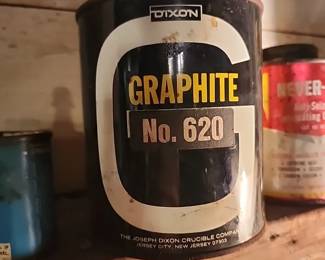 DIXON
G
GRAPHITE
No. 620
THE JOSEPH DIXON CRUCIBLE COMPANY
JERSEY CITY, NEW JERSEY 07303
NEVER-